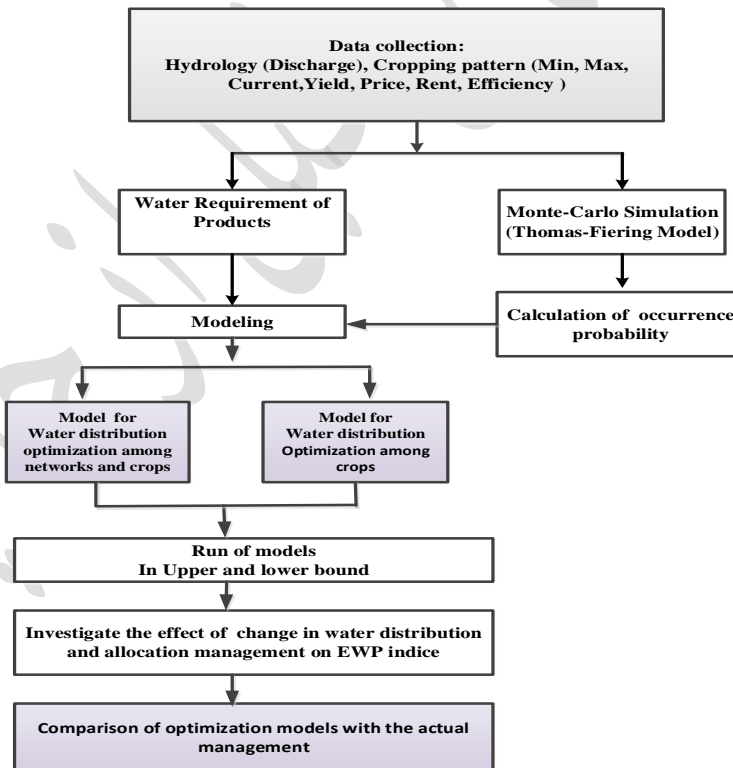 Data collection:
Hydrology (Discharge), Cropping pattern (Min, Max,
Current,Yield, Price, Rent, Efficiency )
Water Requirement of
Products
Monte-Carlo Simulation
(Thomas-Fiering Model)
Modeling
Calculation of occurrence
probability
Model for
Water distribution
optimization among
networks and crops
Model for
Water distribution
Optimization among
crops
Run of models
In Upper and lower bound
Investigate the effect of change in water distribution
and allocation management on EWP indice
Comparison of optimization models with the actual
management